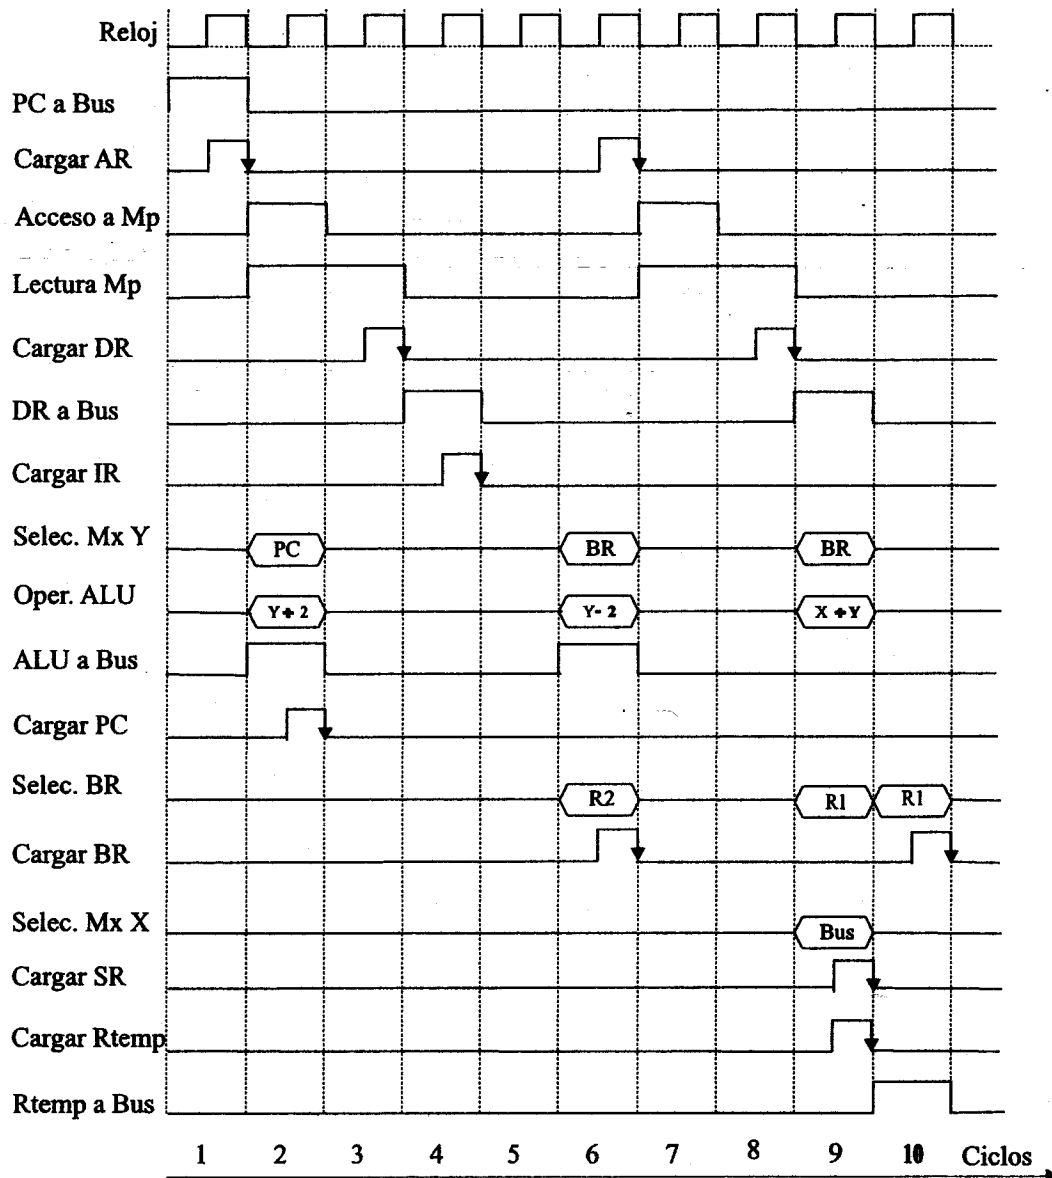 Reloj
PC a Bus
Cargar AR
Acceso a Mp
Lectura Mp
Cargar DR
DR a Bus
Cargar IR
Selec. Mx Y PC BR BR
Oper. ALU Y + 2 Y - 2 X + Y
ALU a Bus
Cargar PC
Selec. BR R2 R1 R1
Cargar BR
Selec. Mx X Bus
Cargar SR
Cargar Rtemp
Rtemp a Bus
1 2 3 4 5 6 7 8 9 10 Ciclos